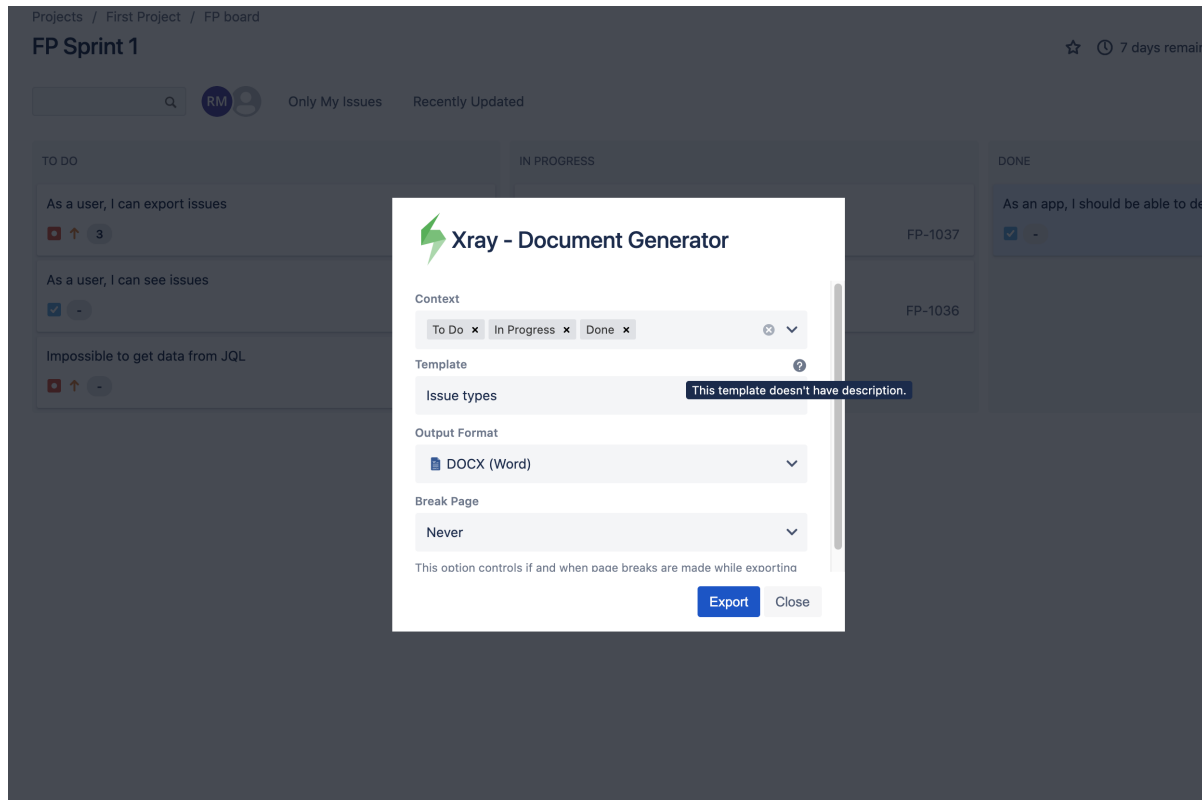 Projects / First Project / FP board
FP Sprint 1
7 days remain
RM
Only My Issues
Recently Updated
TO DO
IN PROGRESS
DONE
As a user, I can export issues
3
FP-1037
As an app, I should be able to de
-
As a user, I can see issues
-
FP-1036
Impossible to get data from JQL
-
Xray - Document Generator
Context
To Do × In Progress × Done ×
Template
This template doesn't have description.
Issue types
Output Format
DOCX (Word)
Break Page
Never
This option controls if and when page breaks are made while exporting
Export
Close